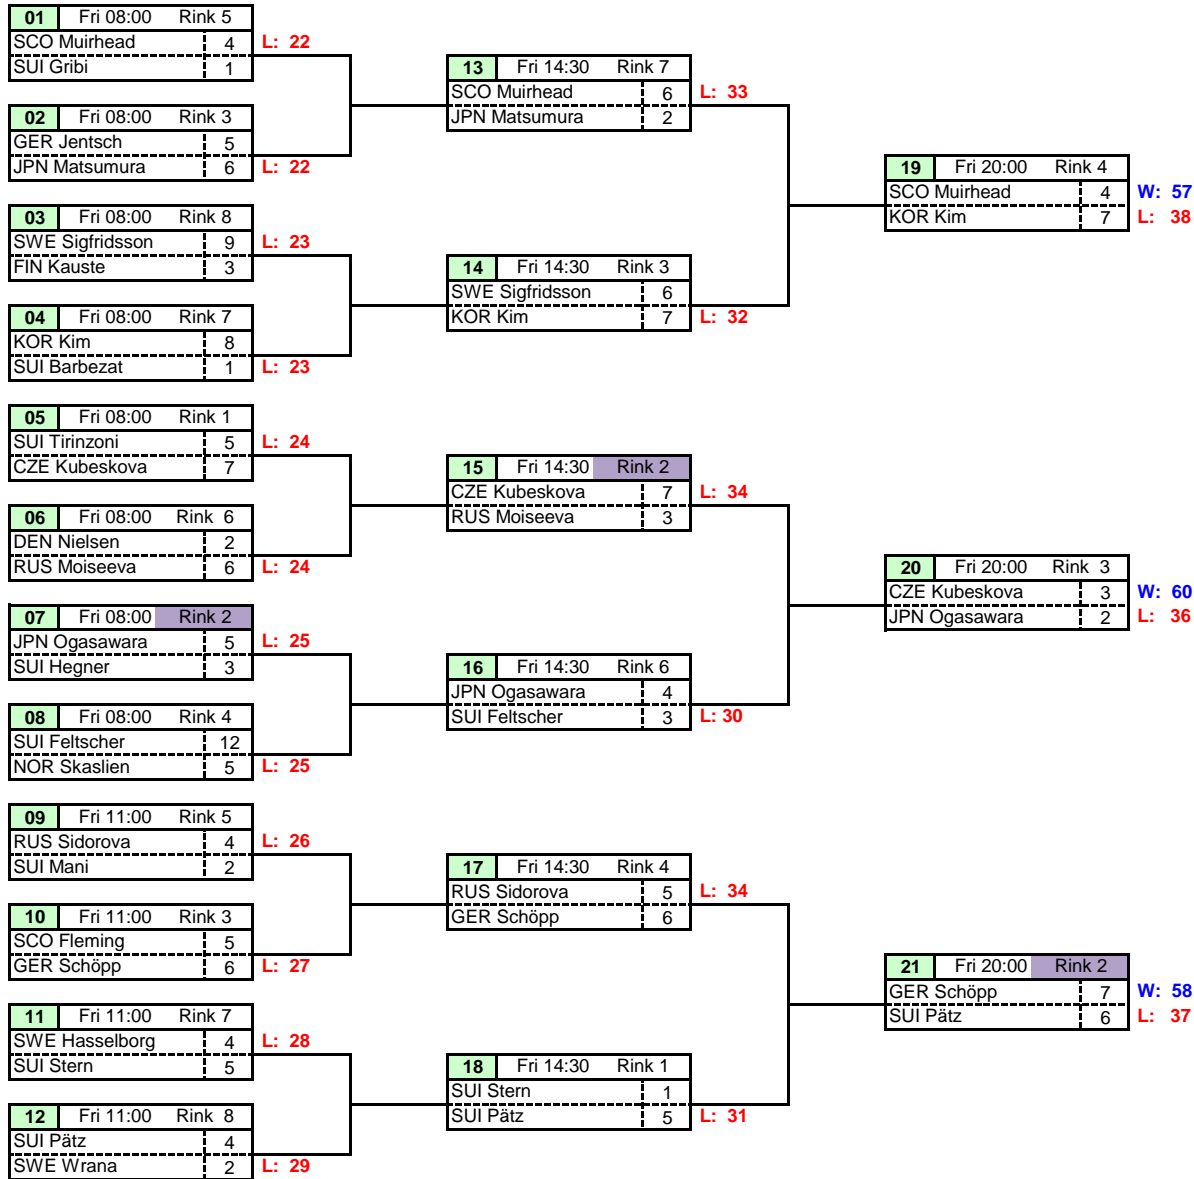 01 Fri 08:00 Rink 5
SCO Muirhead 4 L: 22
SUI Gribi 1
02 Fri 08:00 Rink 3
GER Jentsch 5
JPN Matsumura 6 L: 22
03 Fri 08:00 Rink 8
SWE Sigfridsson 9 L: 23
FIN Kauste 3
04 Fri 08:00 Rink 7
KOR Kim 8
SUI Barbezat 1 L: 23
05 Fri 08:00 Rink 1
SUI Tirinzoni 5 L: 24
CZE Kubeskova 7
06 Fri 08:00 Rink 6
DEN Nielsen 2
RUS Moiseeva 6 L: 24
07 Fri 08:00 Rink 2
JPN Ogasawara 5 L: 25
SUI Hegner 3
08 Fri 08:00 Rink 4
SUI Feltscher 12
NOR Skaslien 5 L: 25
09 Fri 11:00 Rink 5
RUS Sidorova 4 L: 26
SUI Mani 2
10 Fri 11:00 Rink 3
SCO Fleming 5
GER Schöpp 6 L: 27
11 Fri 11:00 Rink 7
SWE Hasselborg 4 L: 28
SUI Stern 5
12 Fri 11:00 Rink 8
SUI Pätz 4
SWE Wrana 2 L: 29
13 Fri 14:30 Rink 7
SCO Muirhead 6 L: 33
JPN Matsumura 2
14 Fri 14:30 Rink 3
SWE Sigfridsson 6
KOR Kim 7 L: 32
15 Fri 14:30 Rink 2
CZE Kubeskova 7 L: 34
RUS Moiseeva 3
16 Fri 14:30 Rink 6
JPN Ogasawara 4
SUI Feltscher 3 L: 30
17 Fri 14:30 Rink 4
RUS Sidorova 5 L: 34
GER Schöpp 6
18 Fri 14:30 Rink 1
SUI Stern 1
SUI Pätz 5 L: 31
19 Fri 20:00 Rink 4
SCO Muirhead 4 W: 57
KOR Kim 7 L: 38
20 Fri 20:00 Rink 3
CZE Kubeskova 3 W: 60
JPN Ogasawara 2 L: 36
21 Fri 20:00 Rink 2
GER Schöpp 7 W: 58
SUI Pätz 6 L: 37